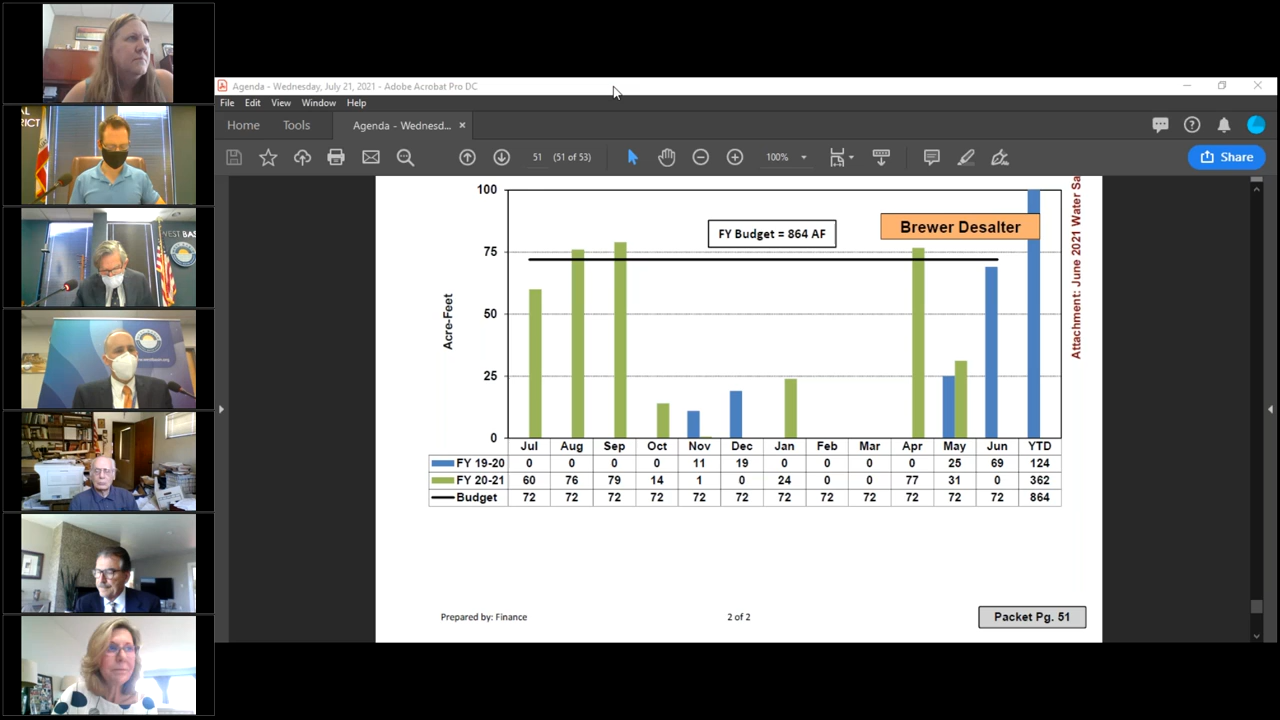 Agenda - Wednesday, July 21, 2021 - Adobe Acrobat Pro DC
File Edit View Window Help
Home Tools Agenda - Wednesd... ×
51 (51 of 53) 100% Share
Attachment: June 2021 Water Sa
Brewer Desalter
FY Budget = 864 AF
Acre-Feet
100
75
50
25
0
Jul Aug Sep Oct Nov Dec Jan Feb Mar Apr May Jun YTD
FY 19-20 0 0 0 0 11 19 0 0 0 0 25 69 124
FY 20-21 60 76 79 14 1 24 0 0 77 31 0 362
Budget 72 72 72 72 72 72 72 72 72 72 72 72 864
Prepared by: Finance 2 of 2 Packet Pg. 51
WEST BAS